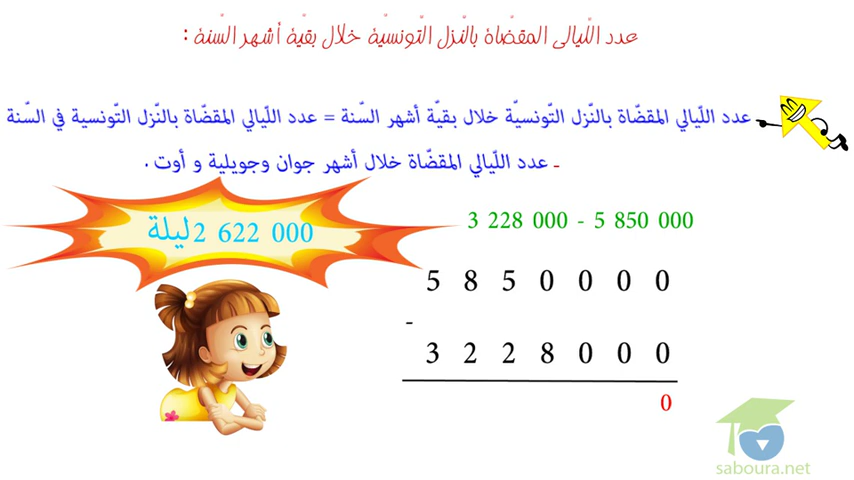 عدد اللّيالي المقضّاة بالنّزل التّونسيّة خلال بقيّة أشهر السّنة :
عدد اللّيالي المقضّاة بالنّزل التّونسيّة خلال بقيّة أشهر السّنة = عدد اللّيالي المقضّاة بالنّزل التّونسية في السّنة
- عدد اللّيالي المقضّاة خلال أشهر جوان وجويلية و أوت .
3 228 000 - 5 850 000
2 622 000 ليلة
5 8 5 0 0 0 0
-
3 2 2 8 0 0 0
0
saboura.net